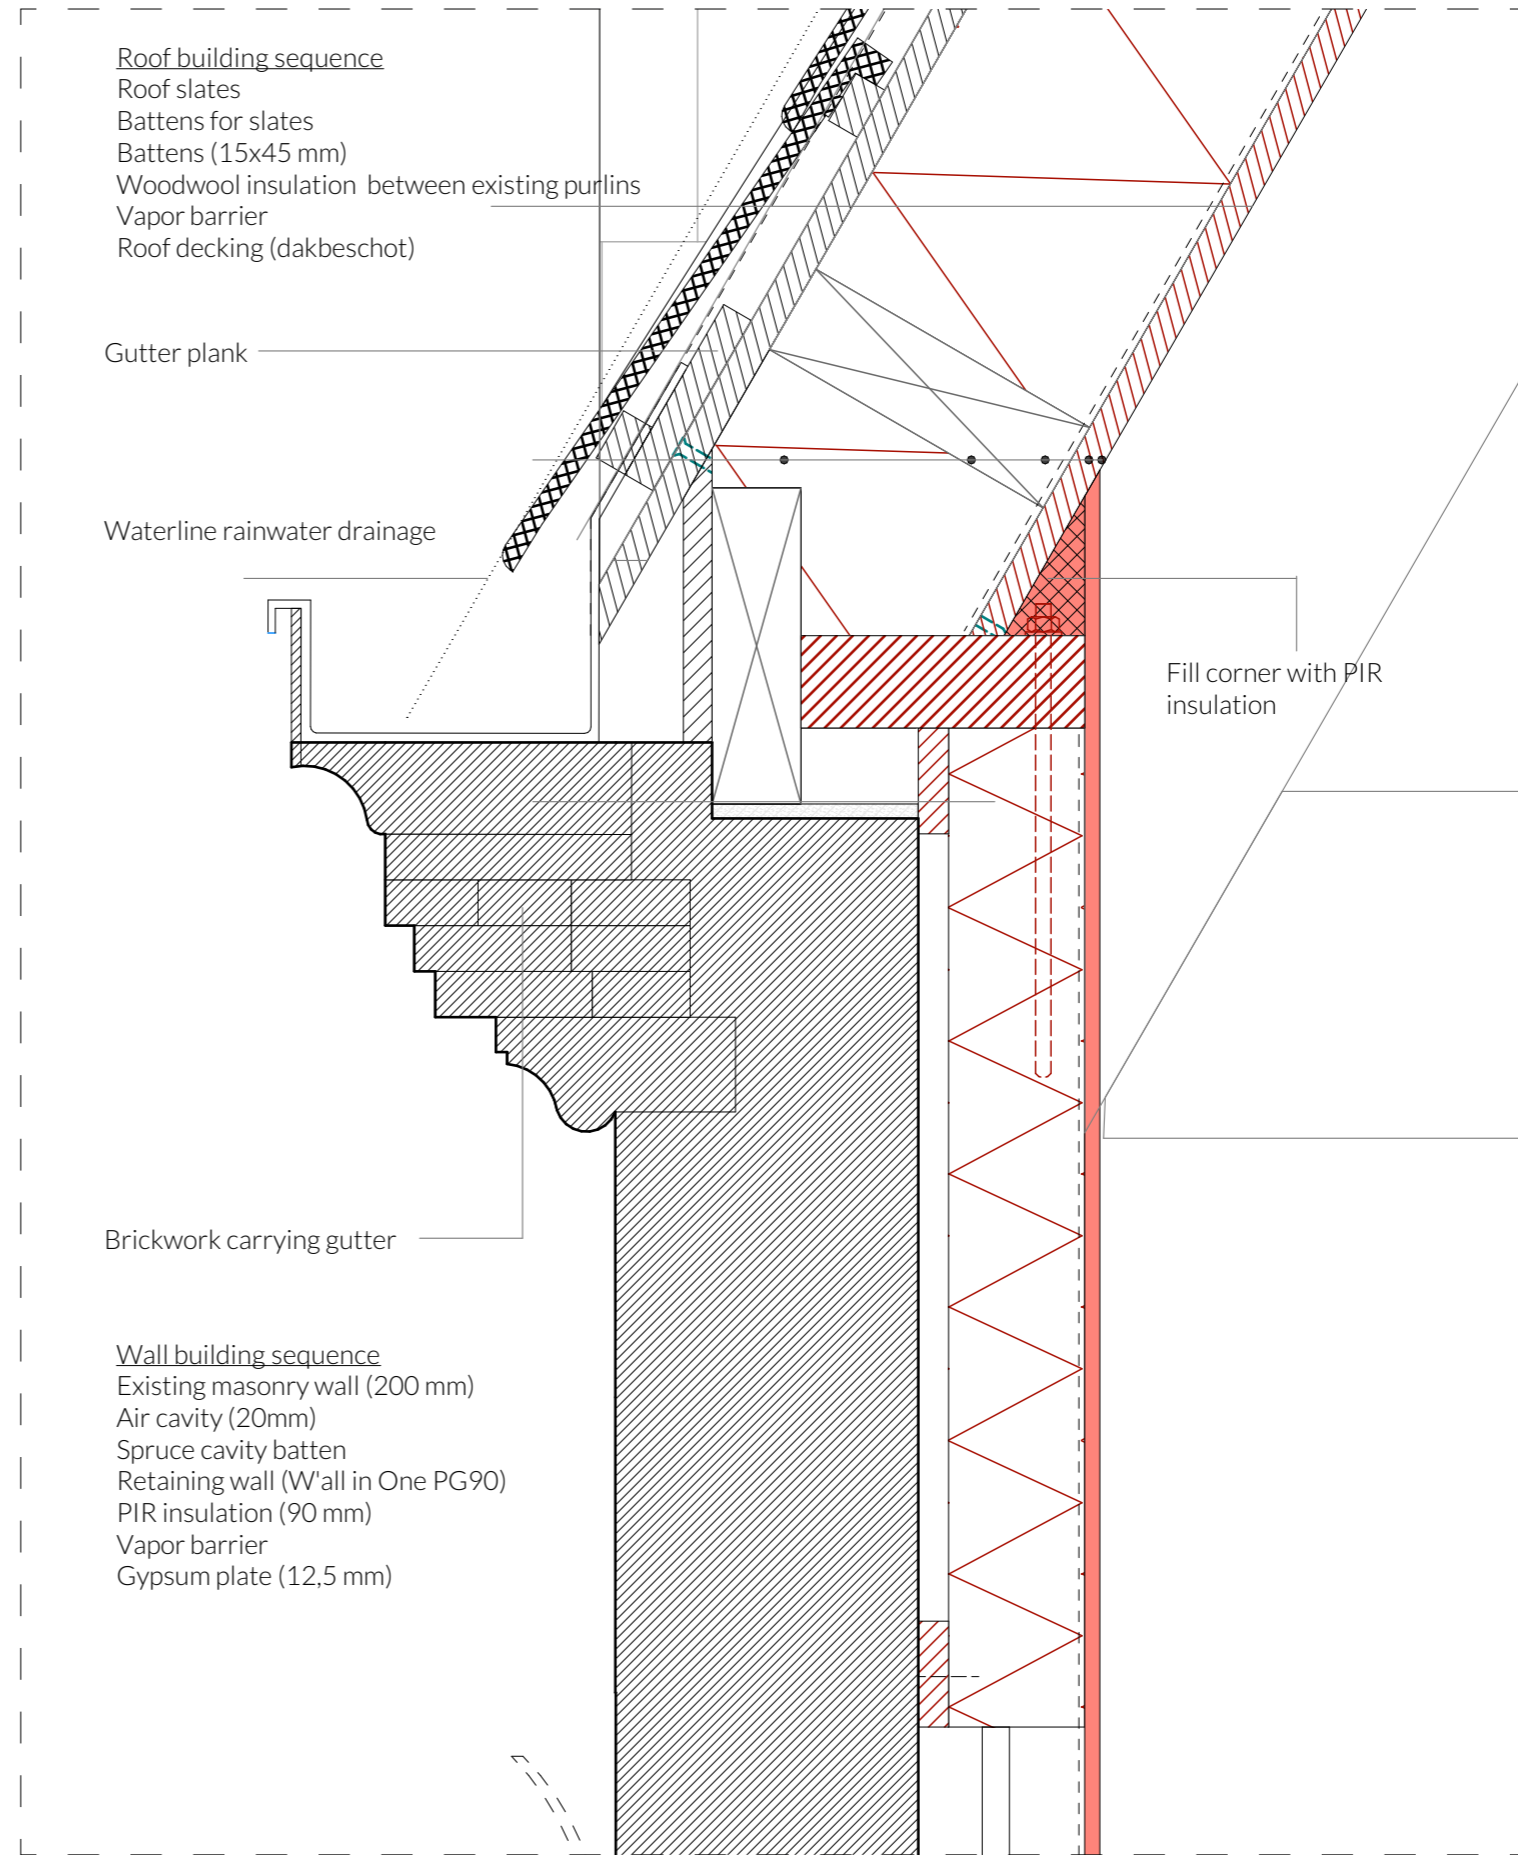 Roof building sequence
Roof slates
Battens for slates
Battens (15x45 mm)
Woodwool insulation  between existing purlins
Vapor barrier
Roof decking (dakbeschot)
Gutter plank
Waterline rainwater drainage
Fill corner with PIR
insulation
Brickwork carrying gutter
Wall building sequence
Existing masonry wall (200 mm)
Air cavity (20mm)
Spruce cavity batten
Retaining wall (W'all in One PG90)
PIR insulation (90 mm)
Vapor barrier
Gypsum plate (12,5 mm)